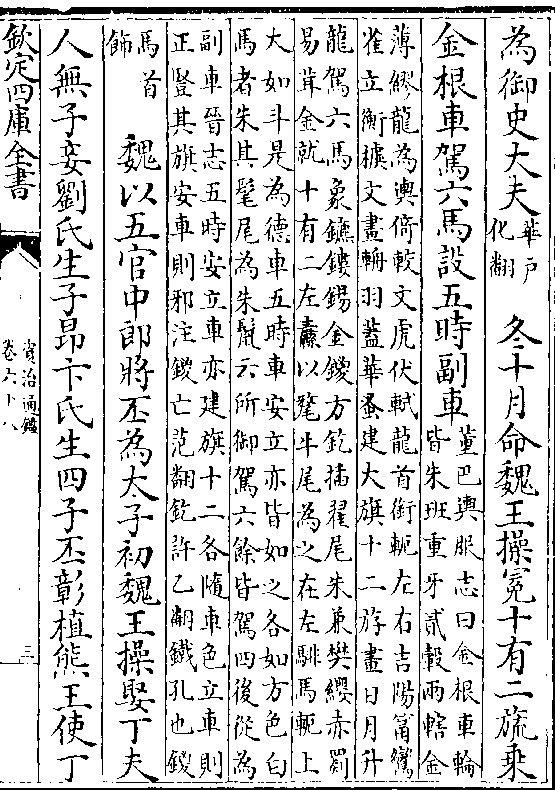 為御史大夫
華戶
化翻
冬十月命魏王操冕十有二旒乘
金根車駕六馬設五時副車
董巴輿服志曰金根車輪
皆朱班重牙貳轂兩轄金
薄繆龍為輿倚較文虎伏軾龍首銜軛左右吉陽筩鸞
雀立衡樠文畫輈羽蓋華蚤建大旗十二斿畫日月升
龍駕六馬象鑣鏤錫金鍐方釳插翟尾朱兼樊纓赤罽
易茸金就十有二左纛以氂牛尾為之在左騑馬軛上
大如斗是為德車五時車安立亦皆如之各如方色白
馬者朱其髦尾為朱鬛云所御駕六餘皆駕四後從為
副車晉志五時安立車亦建旗十二各隨車色立車則
正豎其旗安車則邪注鍐亡范翻釳許乙翻鐵孔也鍐
馬首
飾
魏以五官中郎將丕為太子初魏王操娶丁夫
人無子妾劉氏生子昂卞氏生四子丕彰植熊王使丁
欽定四庫全書
資治通鑑
卷六十八
三